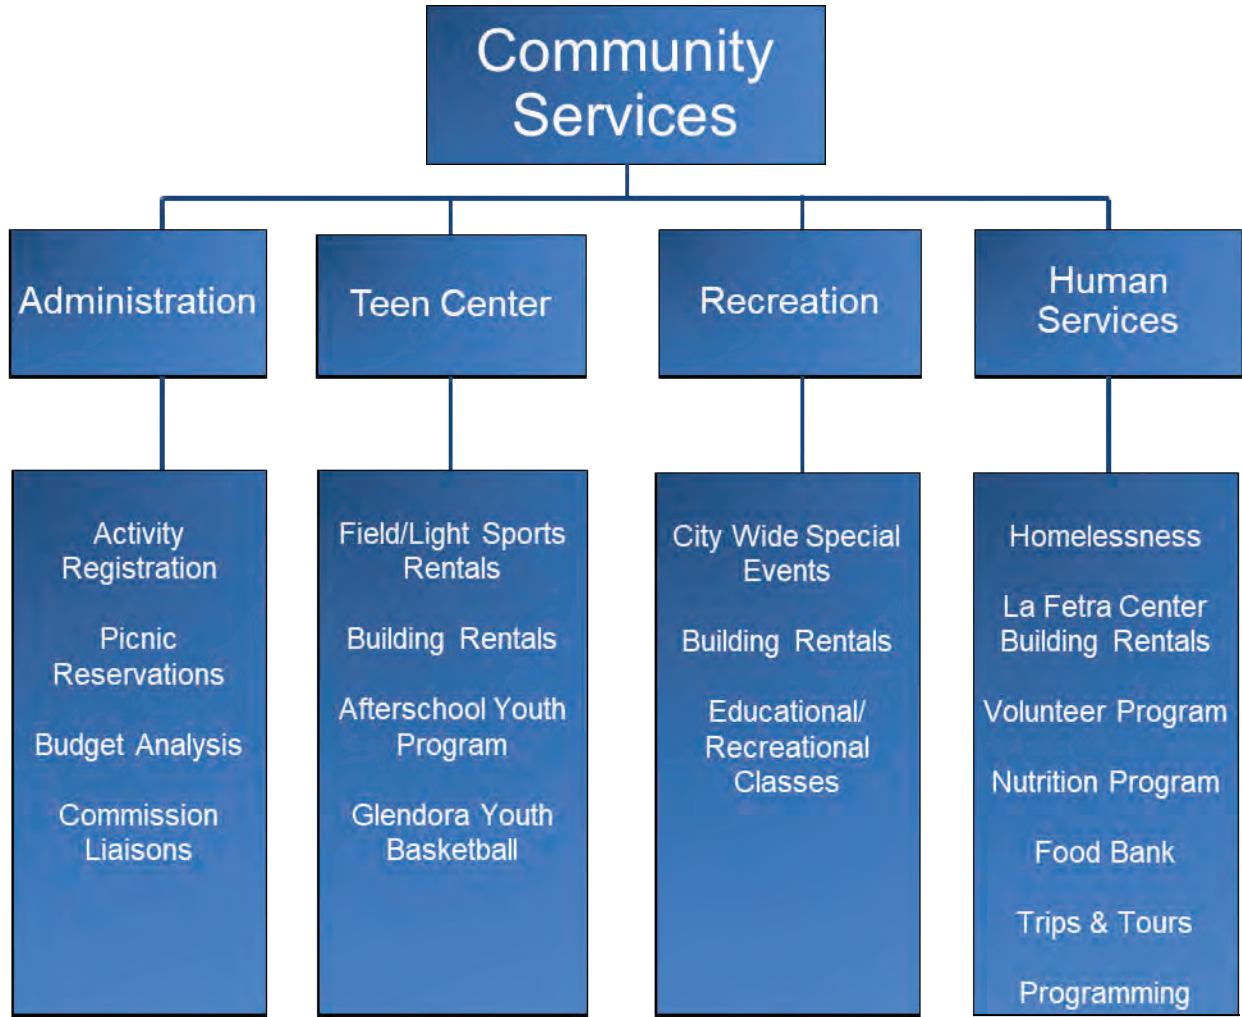 Community
Services
Administration
Teen Center
Recreation
Human
Services
Activity
Registration
Picnic
Reservations
Budget Analysis
Commission
Liaisons
Field/Light Sports
Rentals
Building Rentals
Afterschool Youth
Program
Glendora Youth
Basketball
City Wide Special
Events
Building Rentals
Educational/
Recreational
Classes
Homelessness
La Fetra Center
Building Rentals
Volunteer Program
Nutrition Program
Food Bank
Trips & Tours
Programming